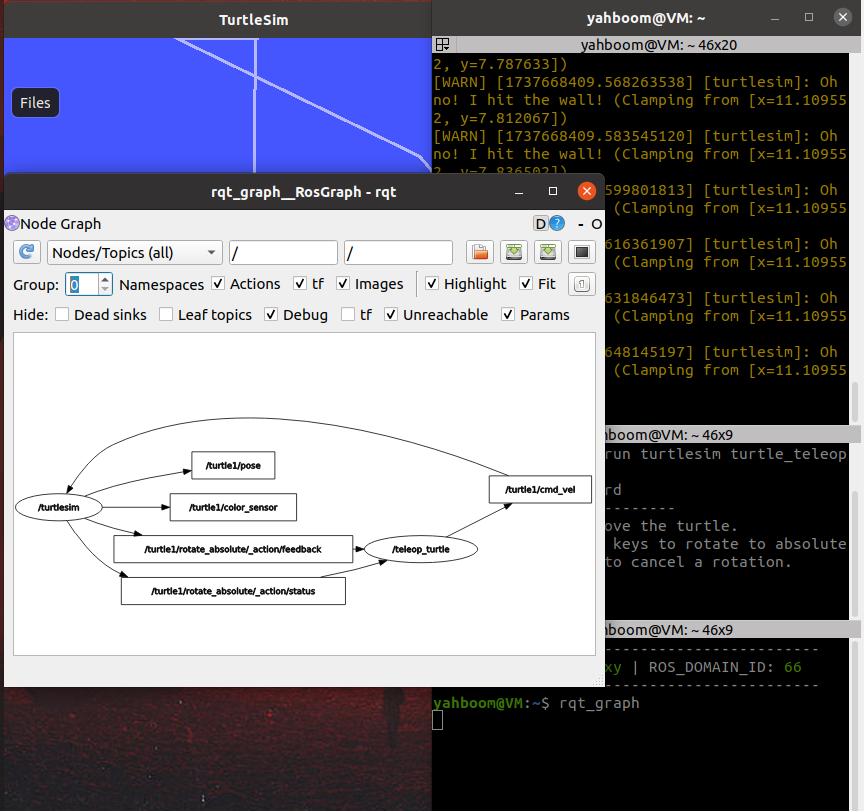 TurtleSim
Files
yahboom@VM: ~
yahboom@VM: ~ 46x20
2, y=7.787633])
[WARN] [1737668409.568263538] [turtlesim]: Oh
no! I hit the wall! (Clamping from [x=11.10955
2, y=7.812067])
[WARN] [1737668409.583545120] [turtlesim]: Oh
no! I hit the wall! (Clamping from [x=11.10955
2, y=7.836502])
599801813] [turtlesim]: Oh
(Clamping from [x=11.10955
616361907] [turtlesim]: Oh
(Clamping from [x=11.10955
631846473] [turtlesim]: Oh
(Clamping from [x=11.10955
648145197] [turtlesim]: Oh
(Clamping from [x=11.10955
rqt_graph__RosGraph - rqt
Node Graph
D ? - O
Nodes/Topics (all) / /
Group: 0 Namespaces Actions tf Images Highlight Fit
Hide: Dead sinks Leaf topics Debug tf Unreachable Params
/turtlesim
/turtle1/pose
/turtle1/color_sensor
/turtle1/rotate_absolute/_action/feedback
/turtle1/rotate_absolute/_action/status
/teleop_turtle
/turtle1/cmd_vel
hboom@VM: ~ 46x9
run turtlesim turtle_teleop
rd
--------
ove the turtle.
keys to rotate to absolute
to cancel a rotation.
hboom@VM: ~ 46x9
------------------------
xy | ROS_DOMAIN_ID: 66
------------------------
yahboom@VM:~$ rqt_graph